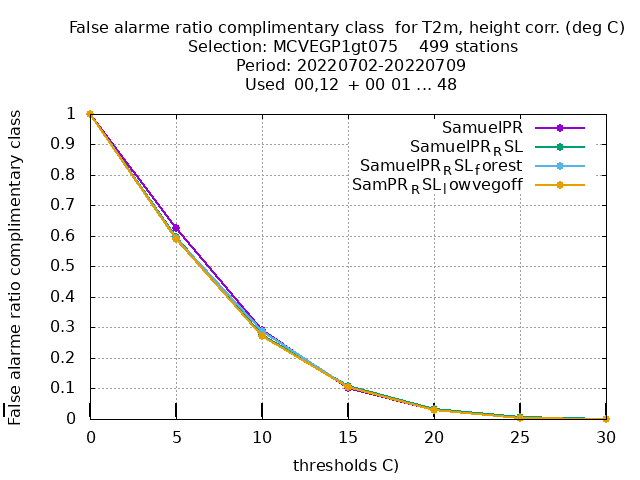 False alarme ratio complimentary class  for T2m, height corr. (deg C)
Selection: MCVEGP1gt075    499 stations
Period: 20220702-20220709
Used  00,12  + 00 01 ... 48
False alarme ratio complimentary class
1
0.9
0.8
0.7
0.6
0.5
0.4
0.3
0.2
0.1
0
SamuelPR
SamuelPR_RSL
SamuelPR_RSL_forest
SamPR_RSL_lowvegoff
0 5 10 15 20 25 30
thresholds C)